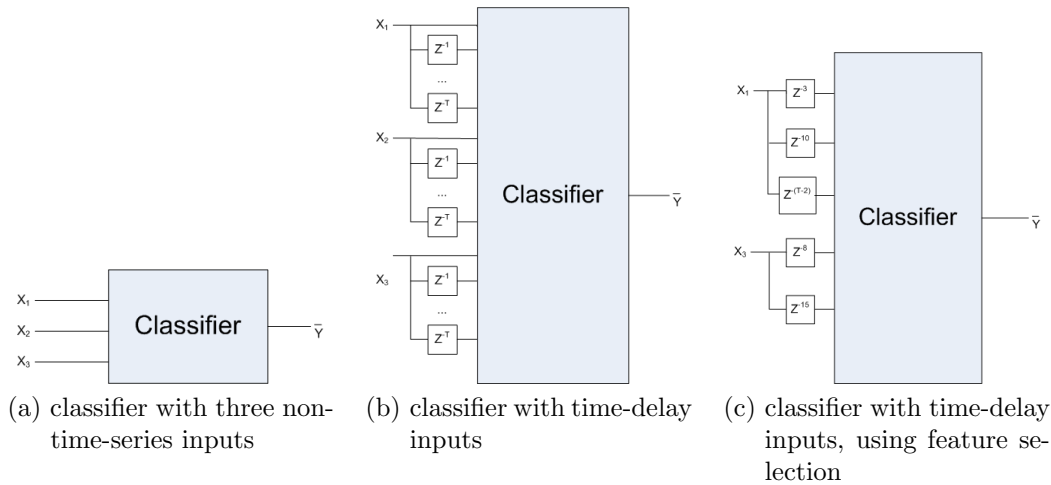 X₁
X₂
X₃
Classifier
Y̅
(a) classifier with three non-
time-series inputs
X₁
Z⁻¹
...
Z⁻ᵀ
X₂
Z⁻¹
...
Z⁻ᵀ
X₃
Z⁻¹
...
Z⁻ᵀ
Classifier
Y̅
(b) classifier with time-delay
inputs
X₁
Z⁻³
Z⁻¹⁰
Z⁻⁽ᵀ⁻²⁾
X₃
Z⁻⁸
Z⁻¹⁵
Classifier
Y̅
(c) classifier with time-delay
inputs, using feature se-
lection